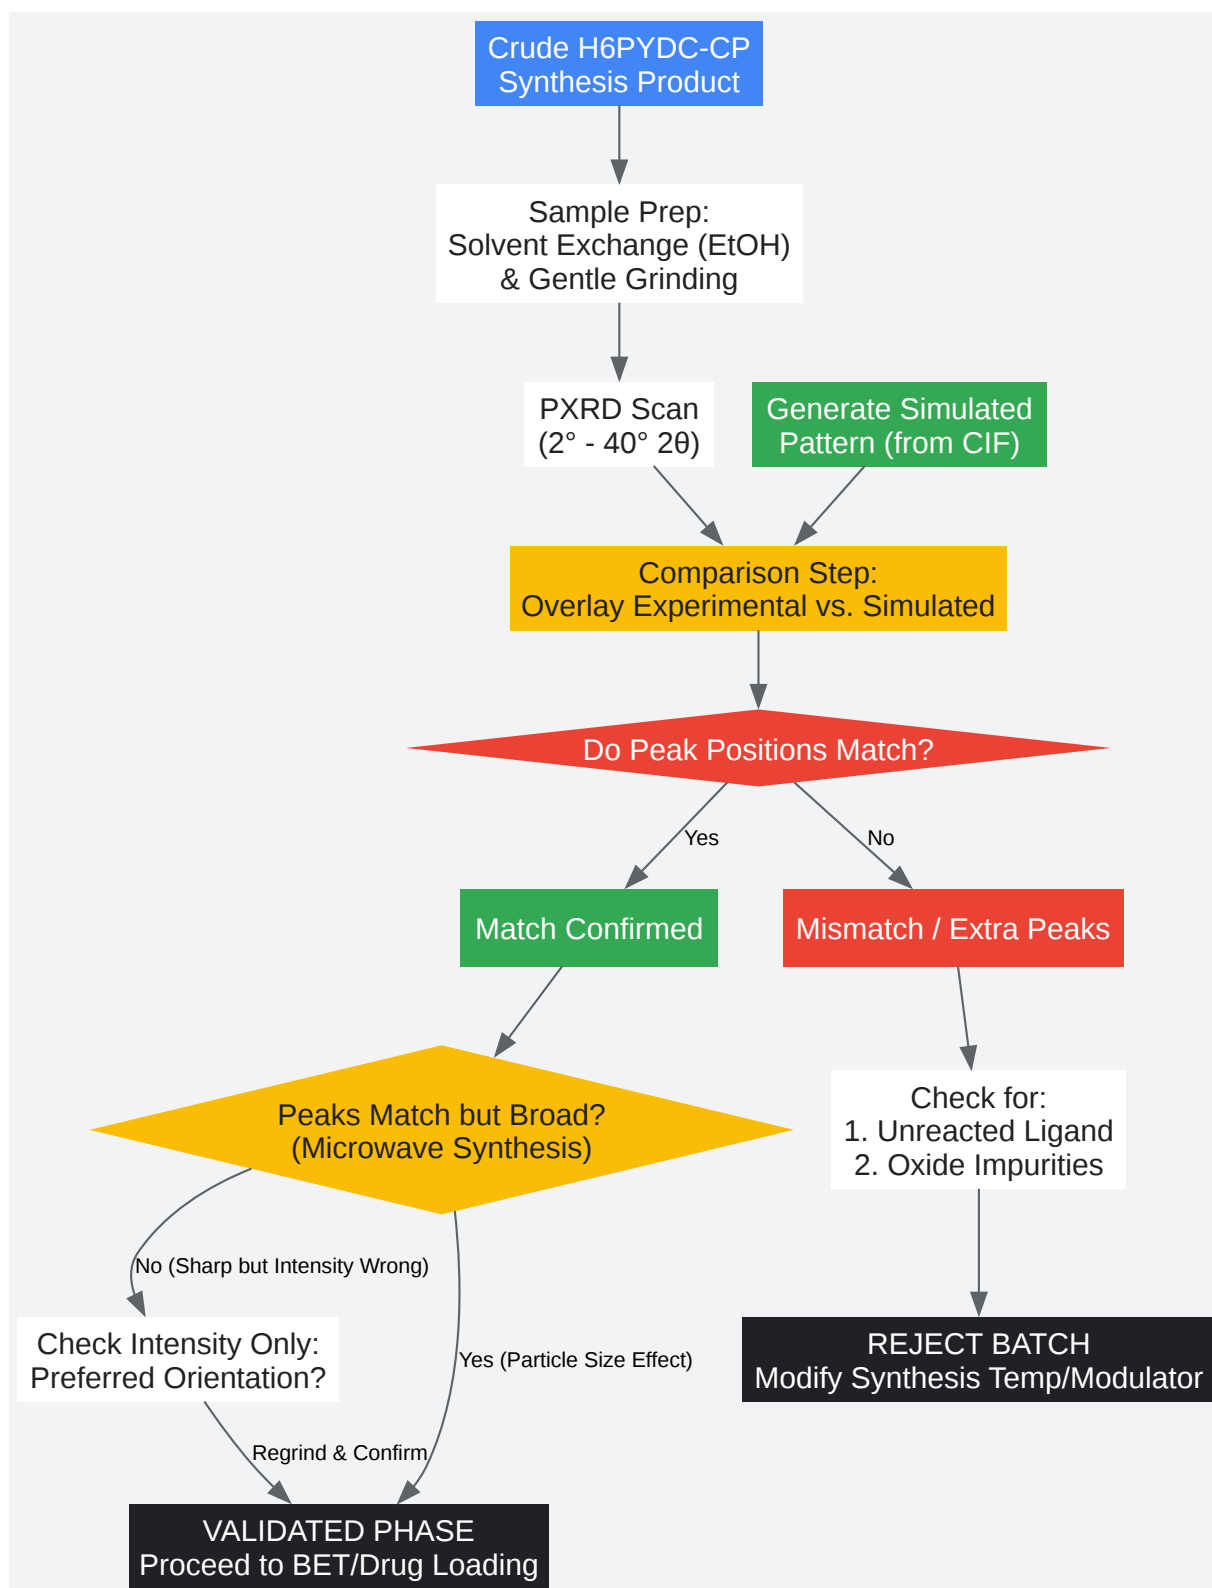 Crude H6PYDC-CP
Synthesis Product
Sample Prep:
Solvent Exchange (EtOH)
& Gentle Grinding
PXRD Scan
(2° - 40° 2θ)
Generate Simulated
Pattern (from CIF)
Comparison Step:
Overlay Experimental vs. Simulated
Do Peak Positions Match?
Yes
No
Match Confirmed
Mismatch / Extra Peaks
Peaks Match but Broad?
(Microwave Synthesis)
Check for:
1. Unreacted Ligand
2. Oxide Impurities
No (Sharp but Intensity Wrong)
Yes (Particle Size Effect)
Check Intensity Only:
Preferred Orientation?
REJECT BATCH
Modify Synthesis Temp/Modulator
Regrind & Confirm
VALIDATED PHASE
Proceed to BET/Drug Loading